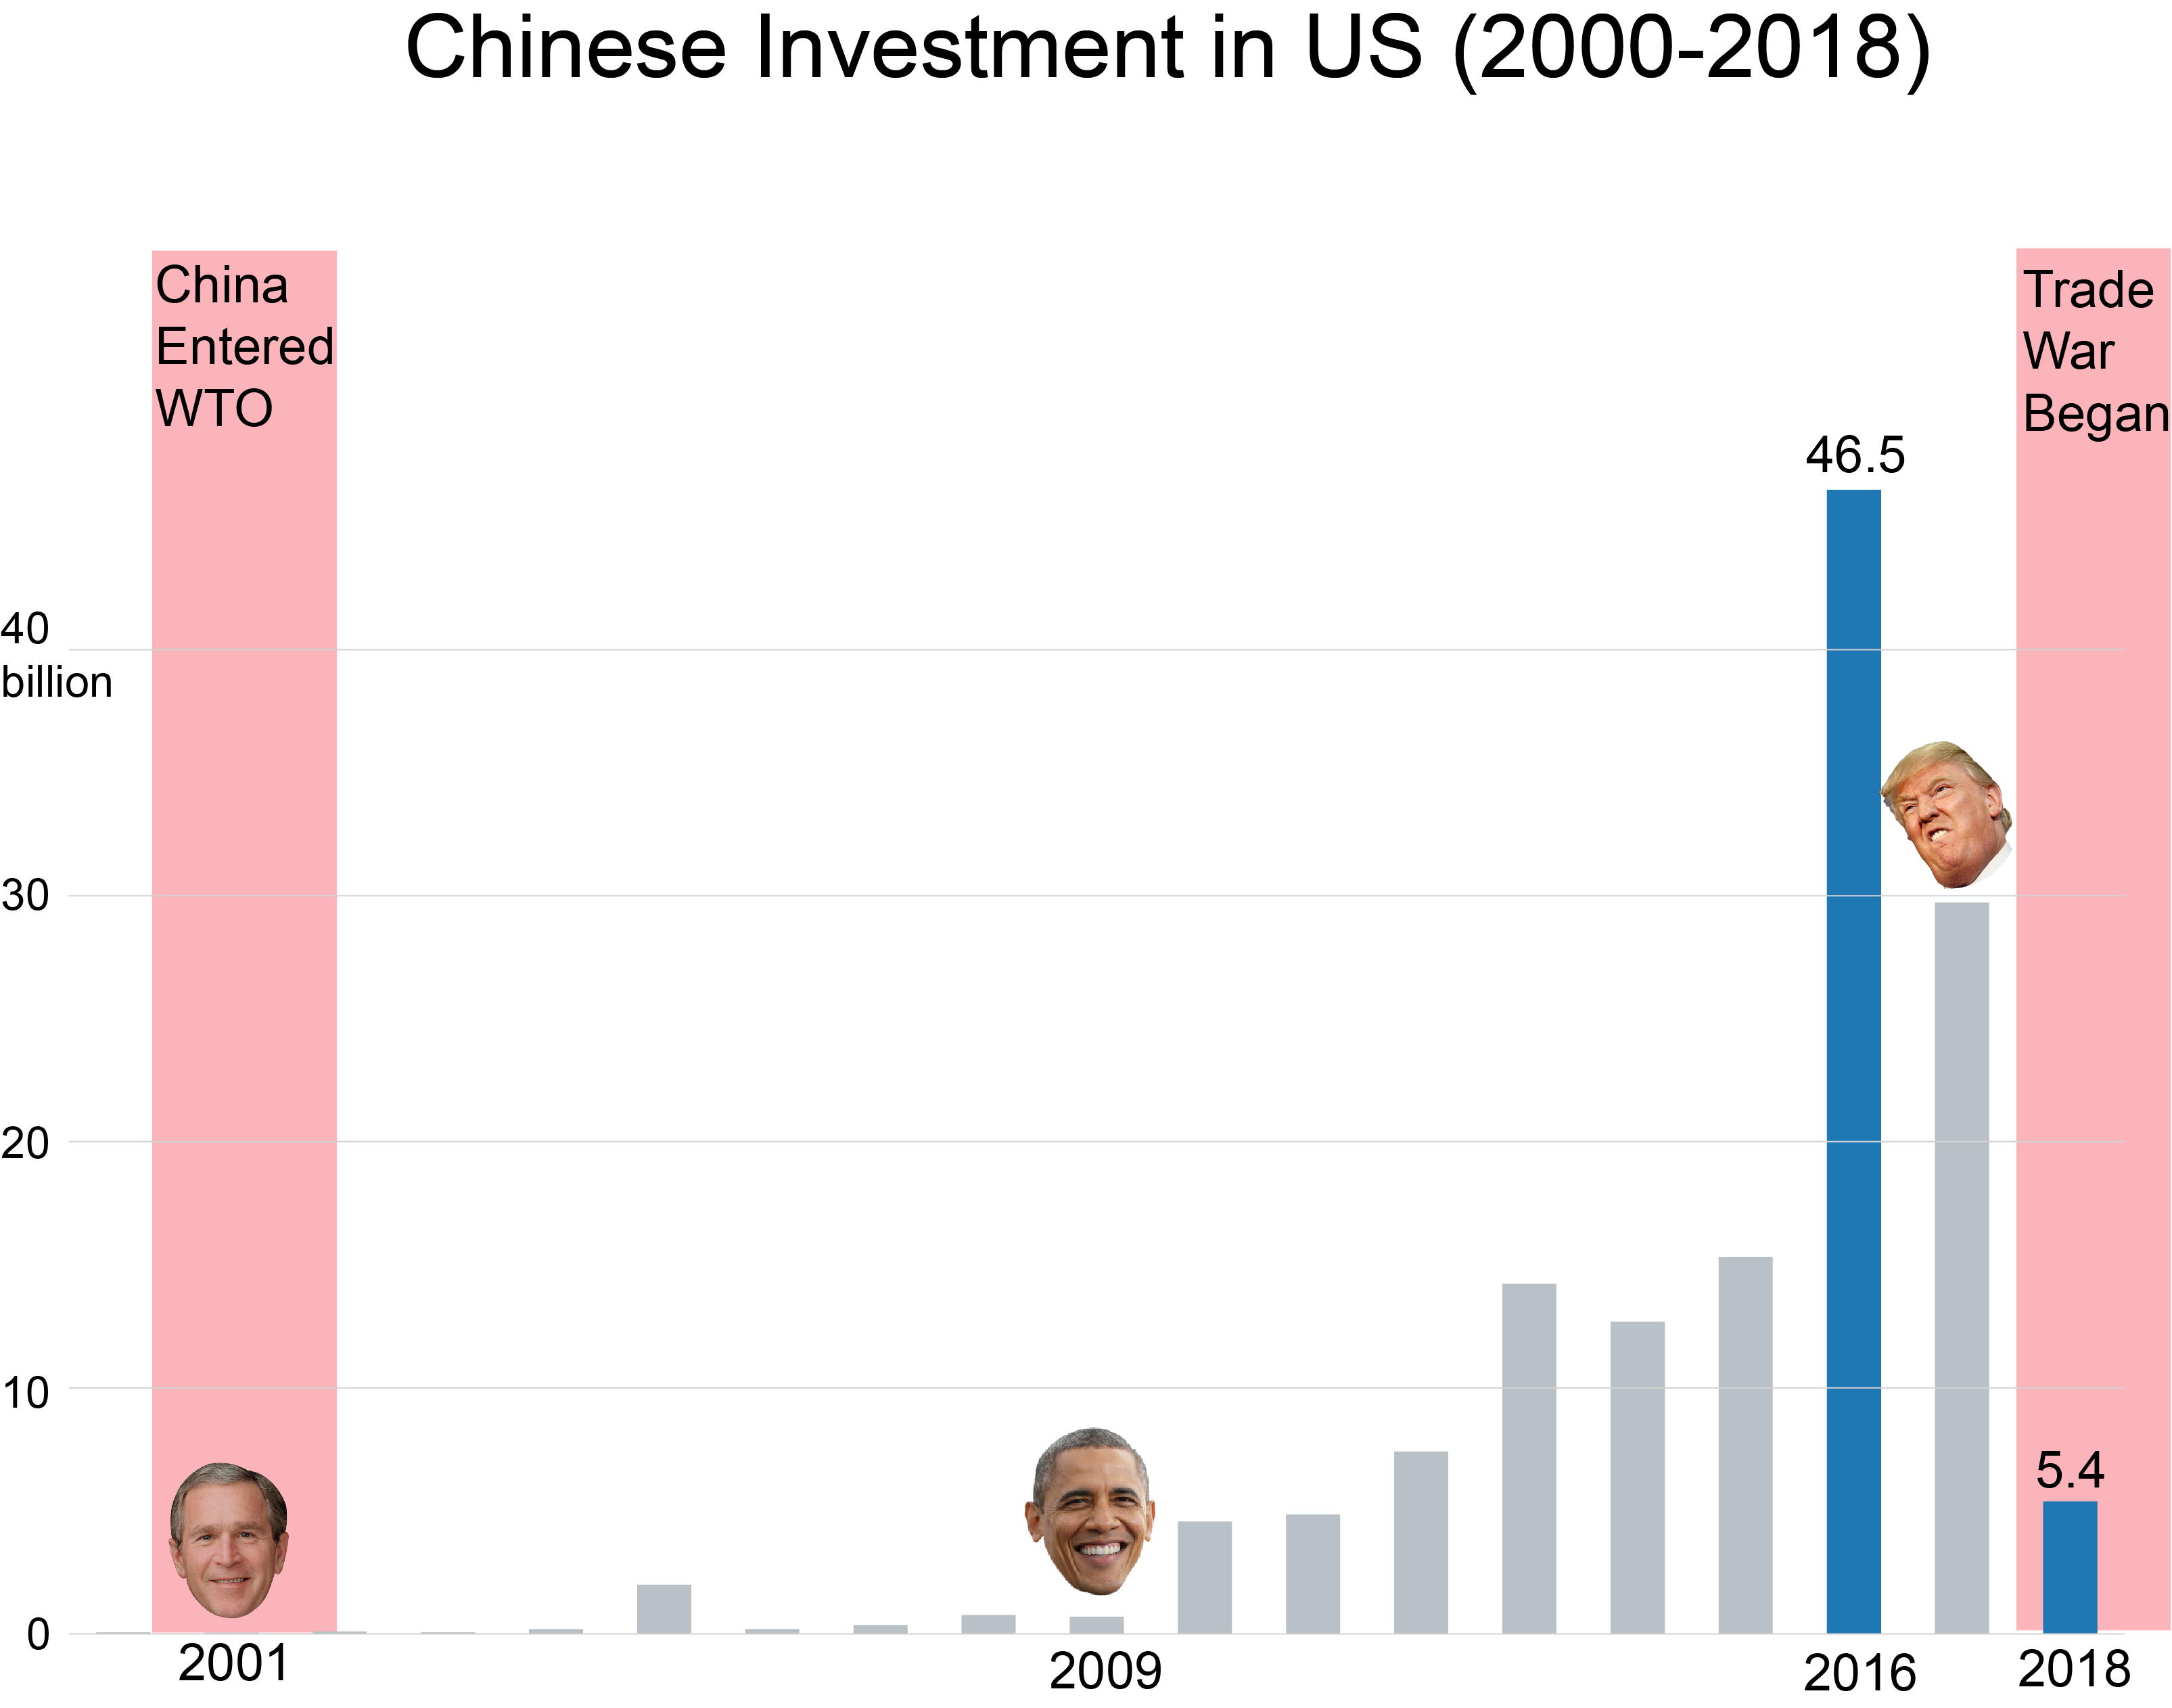 Chinese Investment in US (2000-2018)
China
Entered
WTO
Trade
War
Began
46.5
40
billion
30
20
10
5.4
0
2001
2009
2016
2018